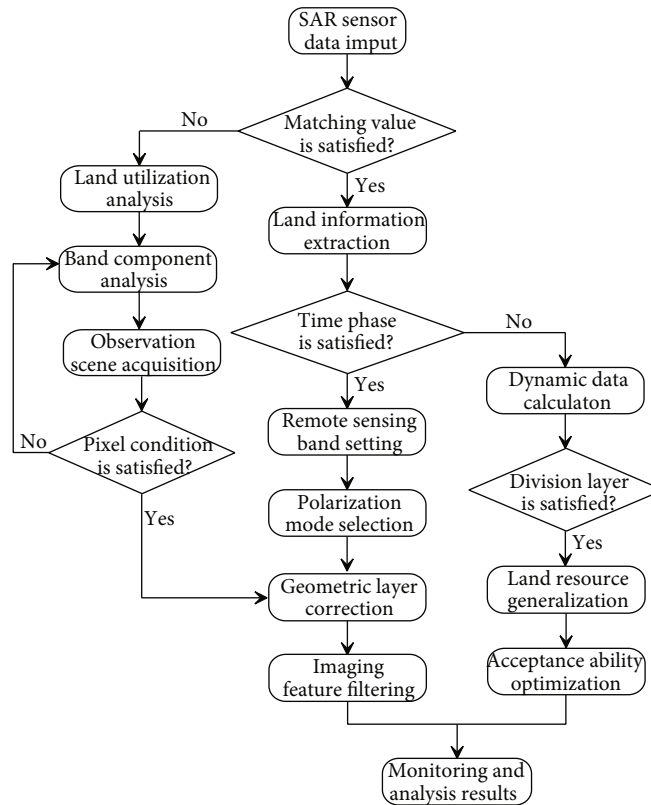 SAR sensor
data imput
No
Matching value
is satisfied?
Land utilization
analysis
Yes
Land information
extraction
Band component
analysis
Time phase
is satisfied?
No
Observation
scene acquisition
Yes
Dynamic data
calculaton
Remote sensing
band setting
No
Pixel condition
is satisfied?
Division layer
is satisfied?
Polarization
mode selection
Yes
Yes
Geometric layer
correction
Land resource
generalization
Imaging
feature filtering
Acceptance ability
optimization
Monitoring and
analysis results